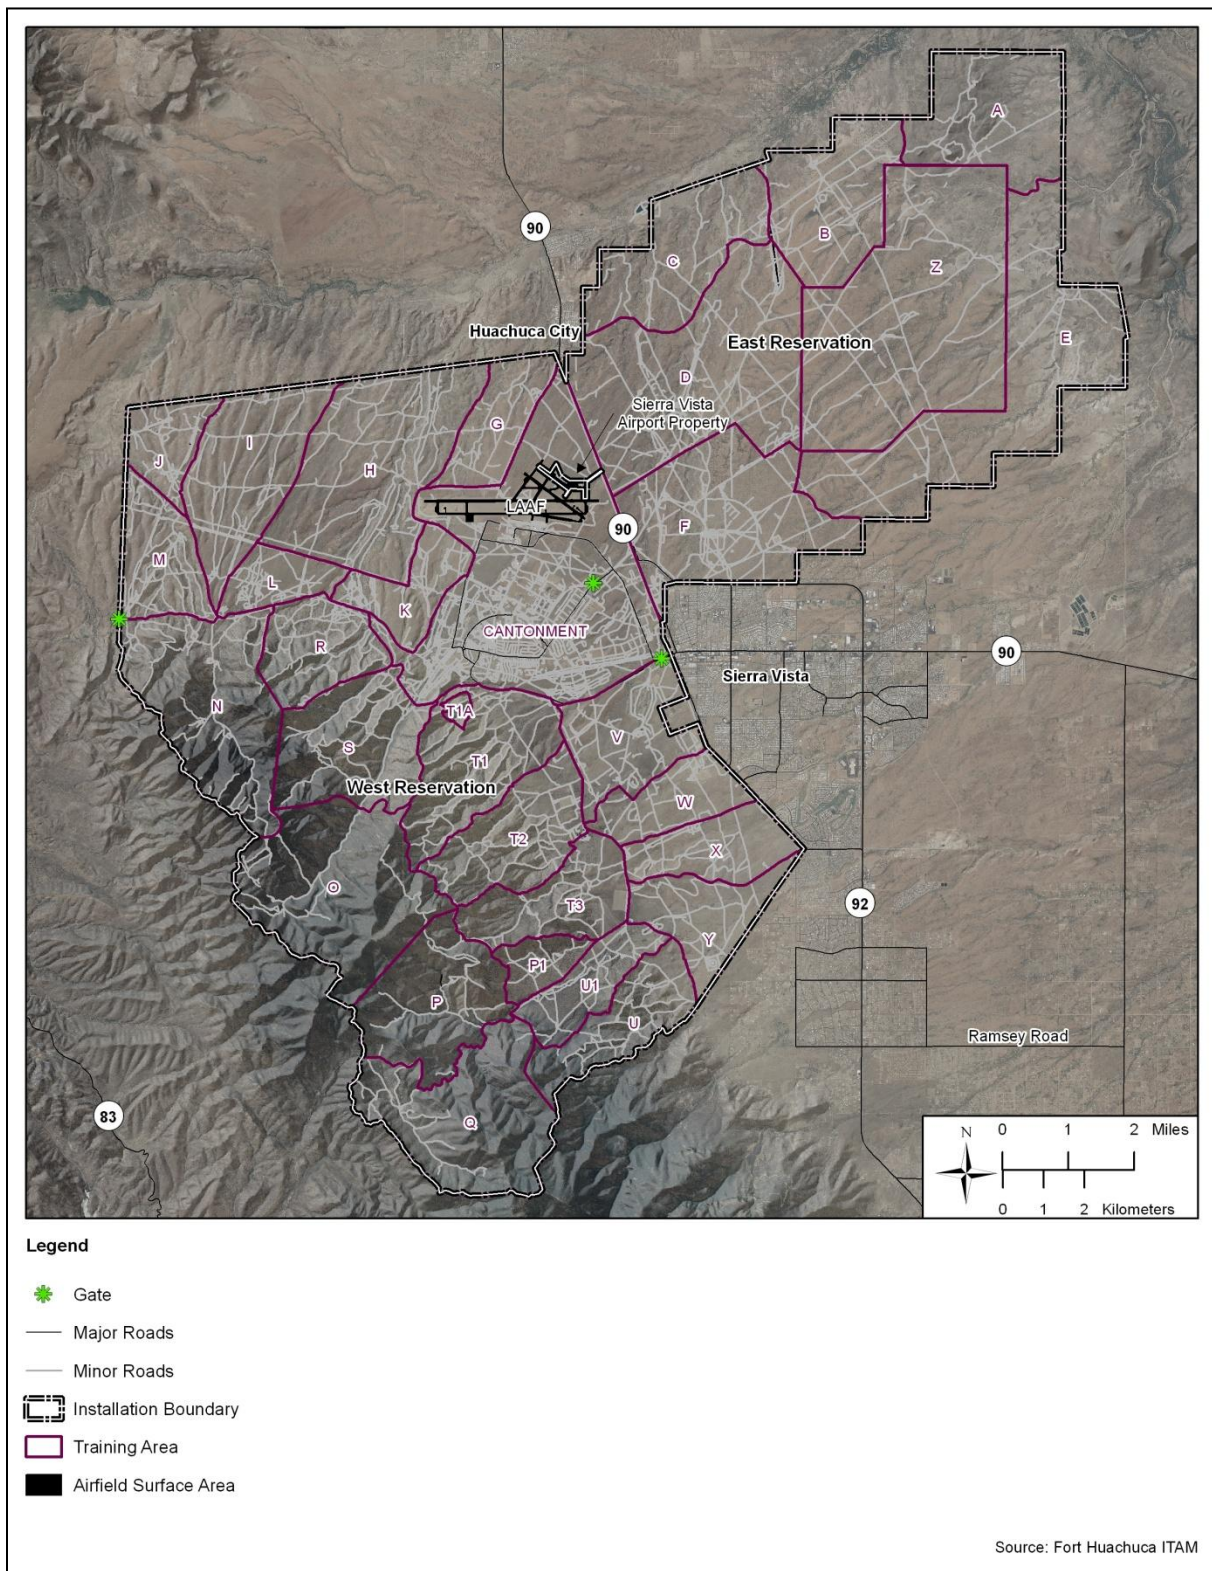 A
90
B
C
Z
Huachuca City
East Reservation
E
D
Sierra Vista
Airport Property
G
I
J
H
LAAF
90
F
M
L
K
CANTONMENT
R
90
Sierra Vista
N
T1A
S
V
T1
West Reservation
W
T2
X
O
T3
92
Y
P1
U1
P
U
Ramsey Road
83
Q
N
0 1 2 Miles
0 1 2 Kilometers
Legend
Gate
Major Roads
Minor Roads
Installation Boundary
Training Area
Airfield Surface Area
Source: Fort Huachuca ITAM